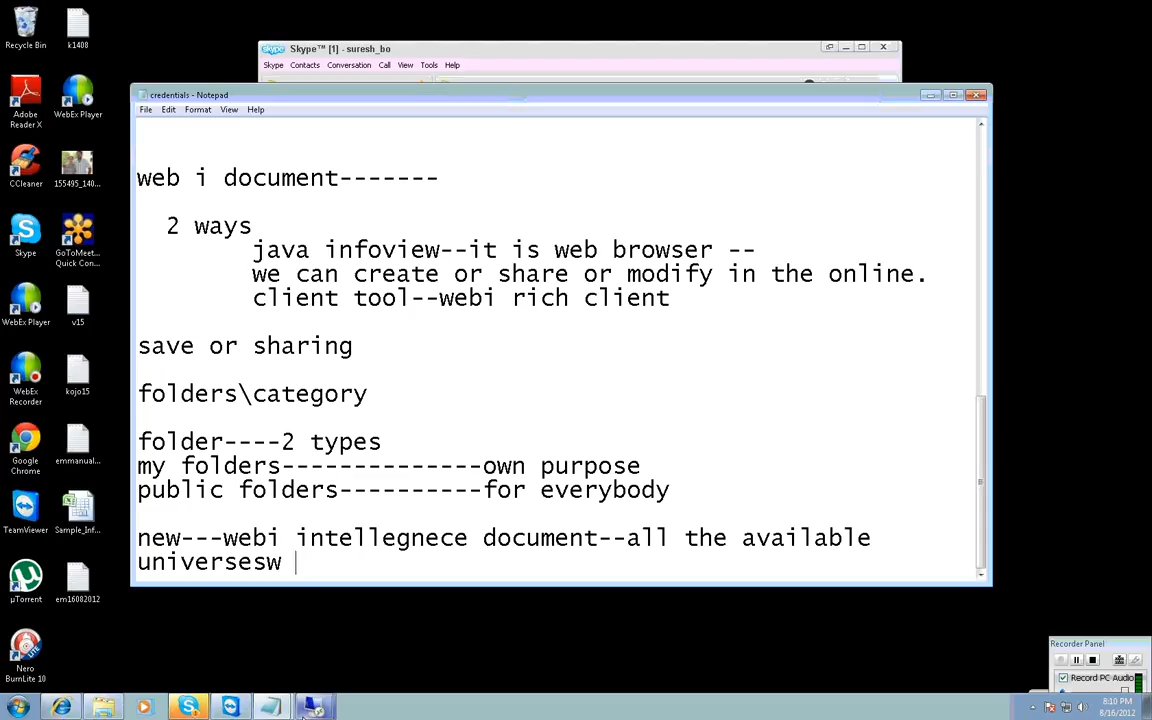 Recycle Bin
k1408
Skype™ [1] - suresh_bo
Skype Contacts Conversation Call View Tools Help
Adobe
Reader X
WebEx Player
credentials - Notepad
File Edit Format View Help
CCleaner
155495_140...
web i document-------
2 ways
java infoview--it is web browser --
we can create or share or modify in the online.
client tool--webi rich client
save or sharing
folders\category
folder----2 types
my folders--------------own purpose
public folders----------for everybody
new---webi intellegnece document--all the available
universesw
Skype
GoToMeet...
Quick Con...
WebEx Player
v15
WebEx
Recorder
kojo15
Google
Chrome
emmanual...
TeamViewer
Sample_Inf...
µTorrent
em16082012
Nero
BurnLite 10
Recorder Panel
Record PC Audio
8:10 PM
8/16/2012